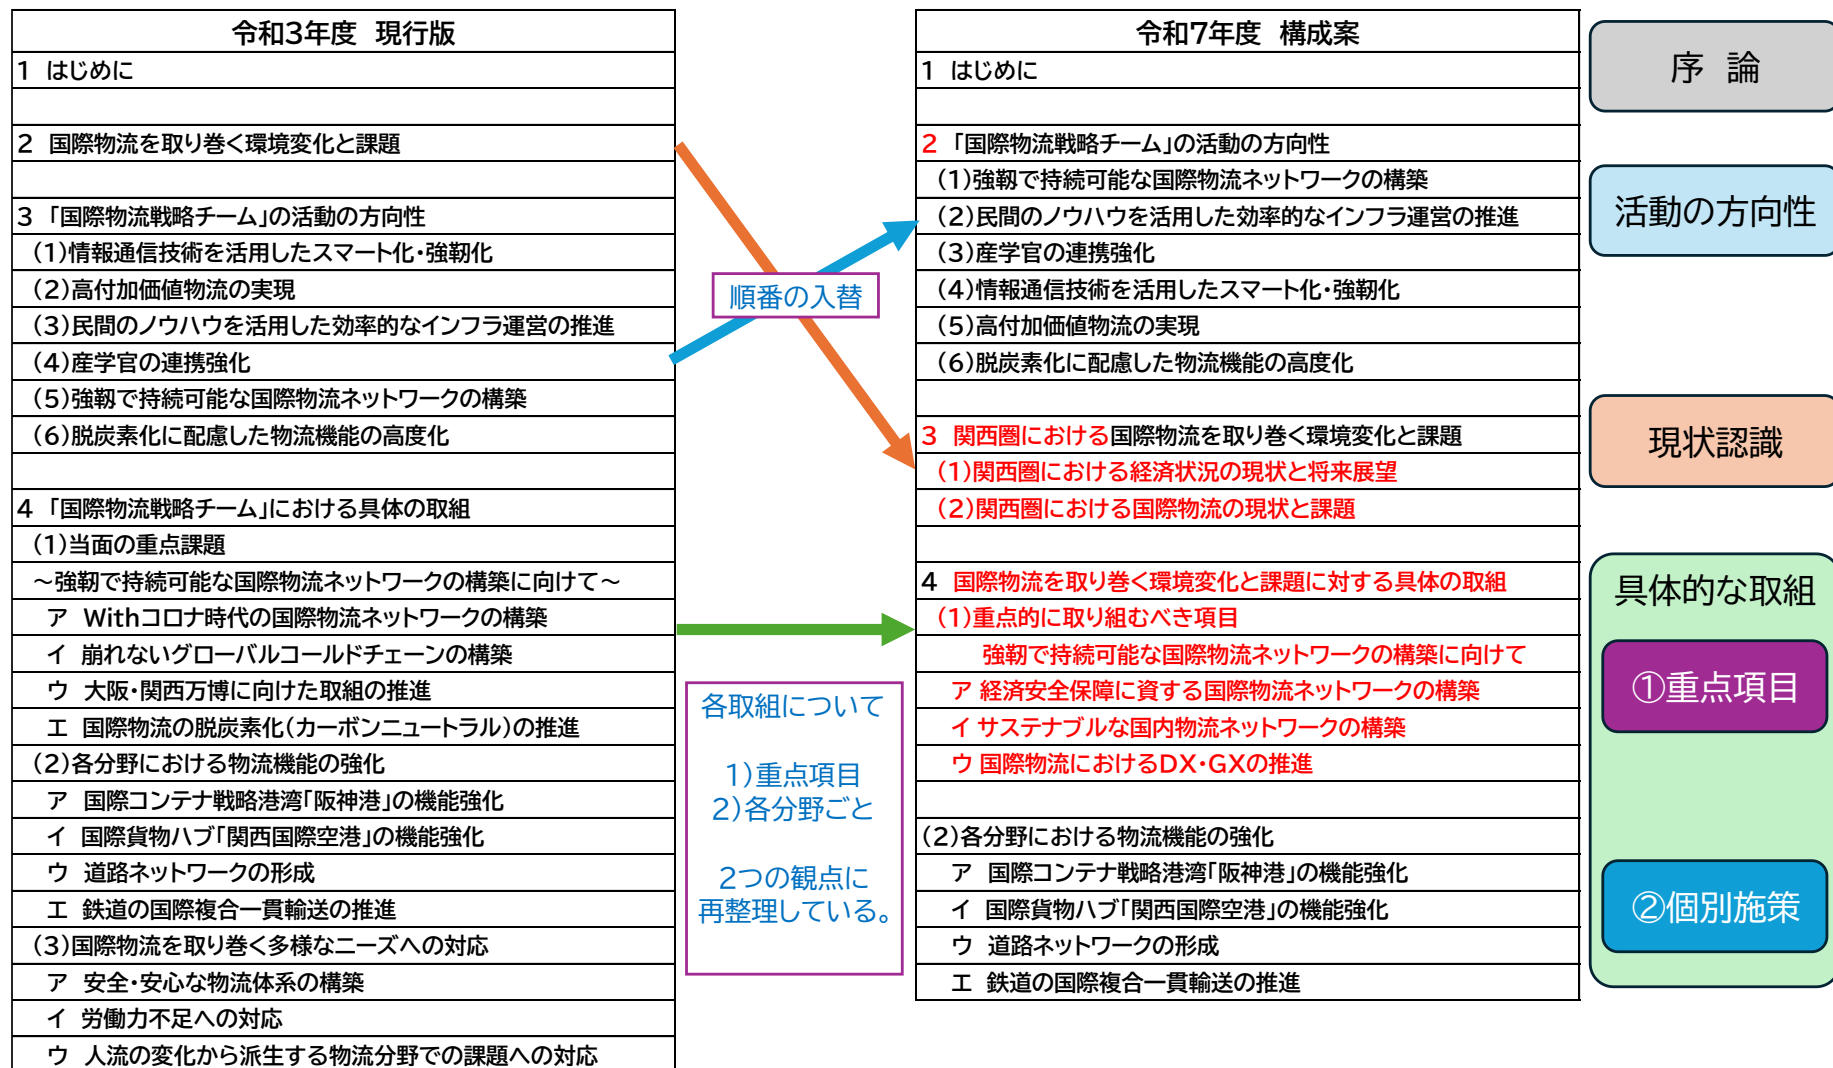 令和3年度 現行版
1 はじめに
2 国際物流を取り巻く環境変化と課題
3 「国際物流戦略チーム」の活動の方向性
(1)情報通信技術を活用したスマート化・強靭化
(2)高付加価値物流の実現
(3)民間のノウハウを活用した効率的なインフラ運営の推進
(4)産学官の連携強化
(5)強靭で持続可能な国際物流ネットワークの構築
(6)脱炭素化に配慮した物流機能の高度化
4 「国際物流戦略チーム」における具体の取組
(1)当面の重点課題
～強靭で持続可能な国際物流ネットワークの構築に向けて～
ア Withコロナ時代の国際物流ネットワークの構築
イ 崩れないグローバルコールドチェーンの構築
ウ 大阪・関西万博に向けた取組の推進
エ 国際物流の脱炭素化(カーボンニュートラル)の推進
(2)各分野における物流機能の強化
ア 国際コンテナ戦略港湾「阪神港」の機能強化
イ 国際貨物ハブ「関西国際空港」の機能強化
ウ 道路ネットワークの形成
エ 鉄道の国際複合一貫輸送の推進
(3)国際物流を取り巻く多様なニーズへの対応
ア 安全・安心な物流体系の構築
イ 労働力不足への対応
ウ 人流の変化から派生する物流分野での課題への対応
順番の入替
各取組について
1)重点項目
2)各分野ごと
2つの観点に
再整理している。
令和7年度 構成案
1 はじめに
2 「国際物流戦略チーム」の活動の方向性
(1)強靭で持続可能な国際物流ネットワークの構築
(2)民間のノウハウを活用した効率的なインフラ運営の推進
(3)産学官の連携強化
(4)情報通信技術を活用したスマート化・強靭化
(5)高付加価値物流の実現
(6)脱炭素化に配慮した物流機能の高度化
3 関西圏における国際物流を取り巻く環境変化と課題
(1)関西圏における経済状況の現状と将来展望
(2)関西圏における国際物流の現状と課題
4 国際物流を取り巻く環境変化と課題に対する具体の取組
(1)重点的に取り組むべき項目
強靭で持続可能な国際物流ネットワークの構築に向けて
ア 経済安全保障に資する国際物流ネットワークの構築
イ サステナブルな国内物流ネットワークの構築
ウ 国際物流におけるDX・GXの推進
(2)各分野における物流機能の強化
ア 国際コンテナ戦略港湾「阪神港」の機能強化
イ 国際貨物ハブ「関西国際空港」の機能強化
ウ 道路ネットワークの形成
エ 鉄道の国際複合一貫輸送の推進
序 論
活動の方向性
現状認識
具体的な取組
①重点項目
②個別施策